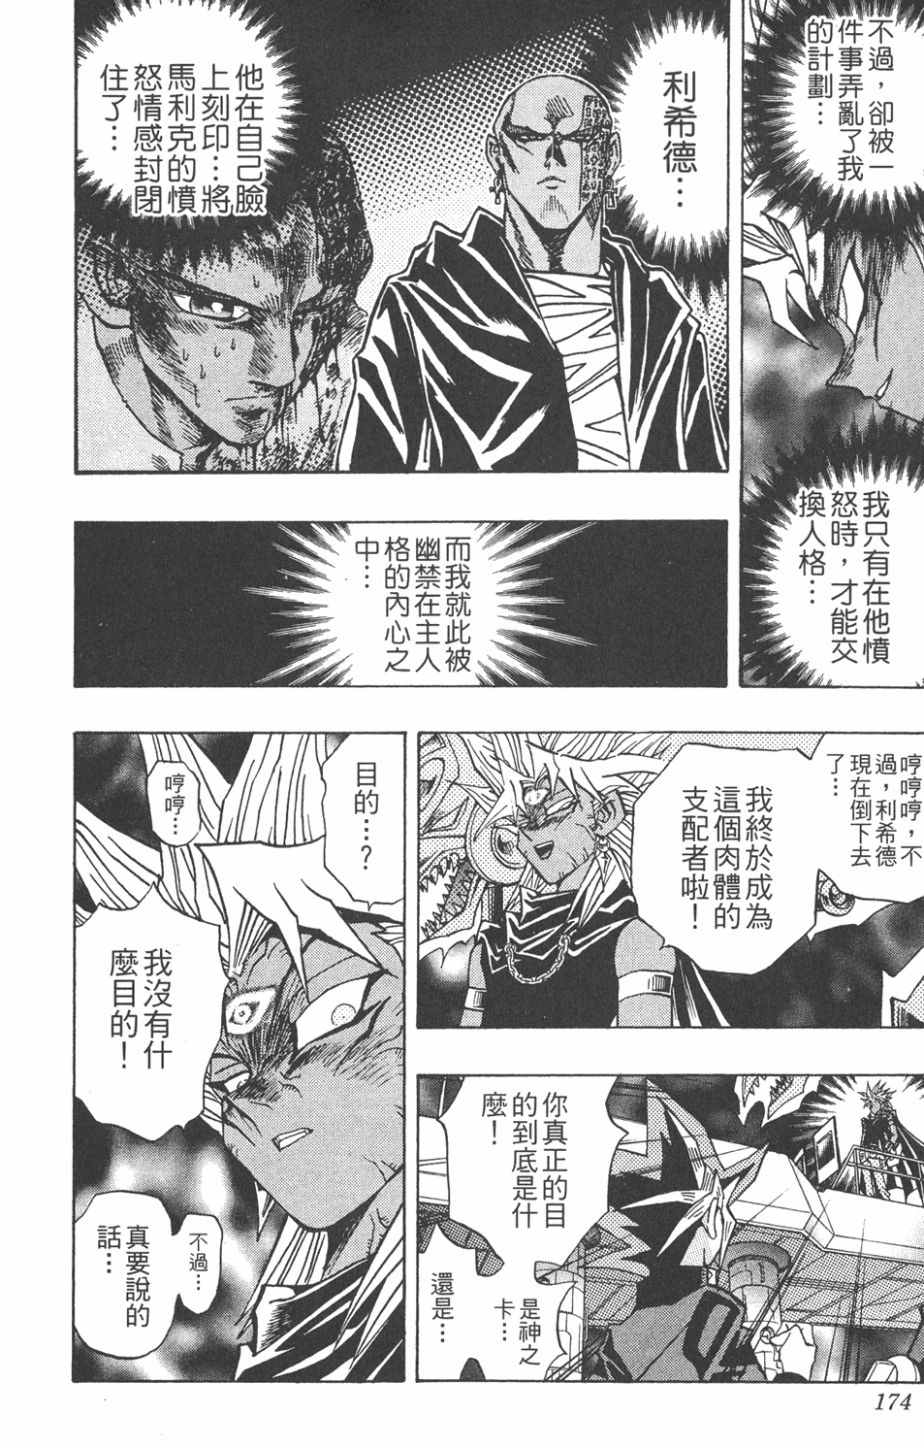 不過，卻被一
件事弄亂了我
的計劃…
我只有在他憤
怒時，才能交
換人格…
利希德…
他在自己臉
上刻印…將
馬利克的憤
怒情感封閉
住了…
而我就此被
幽禁在主人
格的內心之
中…
哼哼哼，不
過，利希德
現在倒下去
了…
我終於成為
這個肉體的
支配者啦！
你真正的目
的到底是什
麼！
是神之
卡…
還是…
目的…？
哼哼…
我沒有什
麼目的！
不過…
真要說的
話…
174